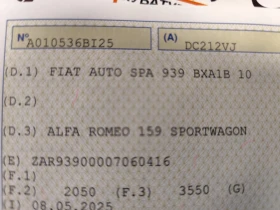 Nº A010536BI25 (A) DC212VJ
(D.1) FIAT AUTO SPA 939 BXA1B 10
(D.2)
(D.3) ALFA ROMEO 159 SPORTWAGON
(E) ZAR93900007060416
(F.1)
(F.2) 2050 (F.3) 3550 (G)
(I) 08.05.2025